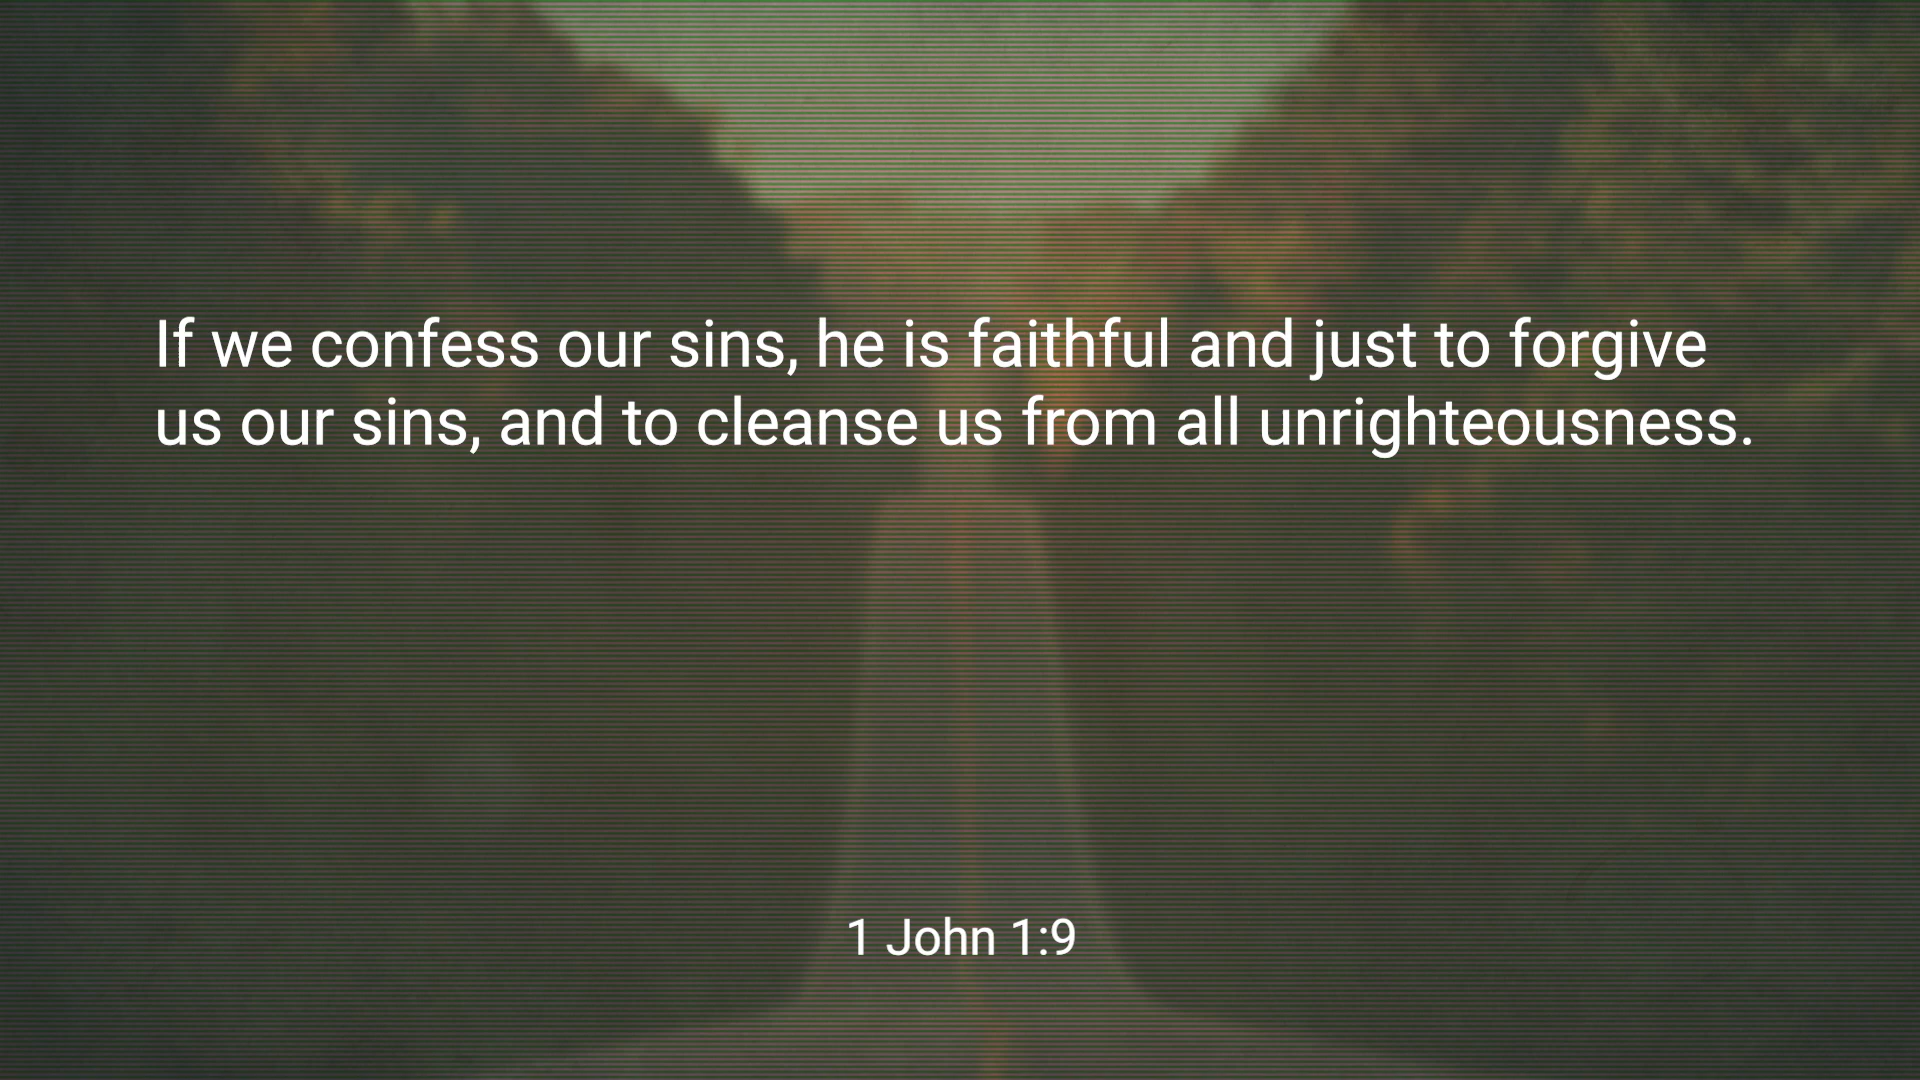 If we confess our sins, he is faithful and just to forgive
us our sins, and to cleanse us from all unrighteousness.
1 John 1:9